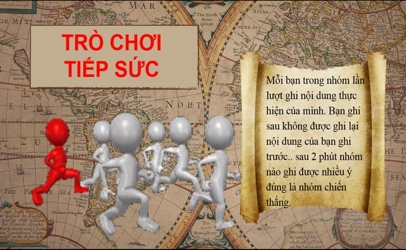 TRÒ CHƠI
TIẾP SỨC
Mỗi bạn trong nhóm lần
lượt ghi nội dung thực
hiện của mình. Bạn ghi
sau không được ghi lại
nội dung của bạn ghi
trước.. sau 2 phút nhóm
nào ghi được nhiều ý
đúng là nhóm chiến
thắng.